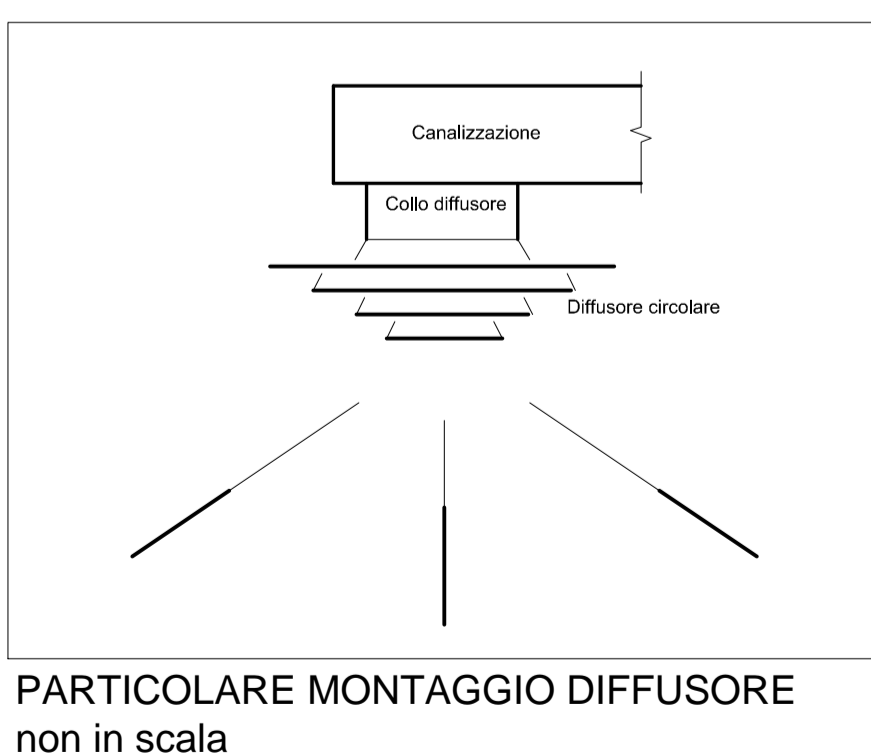 Canalizzazione
Collo diffusore
Diffusore circolare
PARTICOLARE MONTAGGIO DIFFUSORE
non in scala